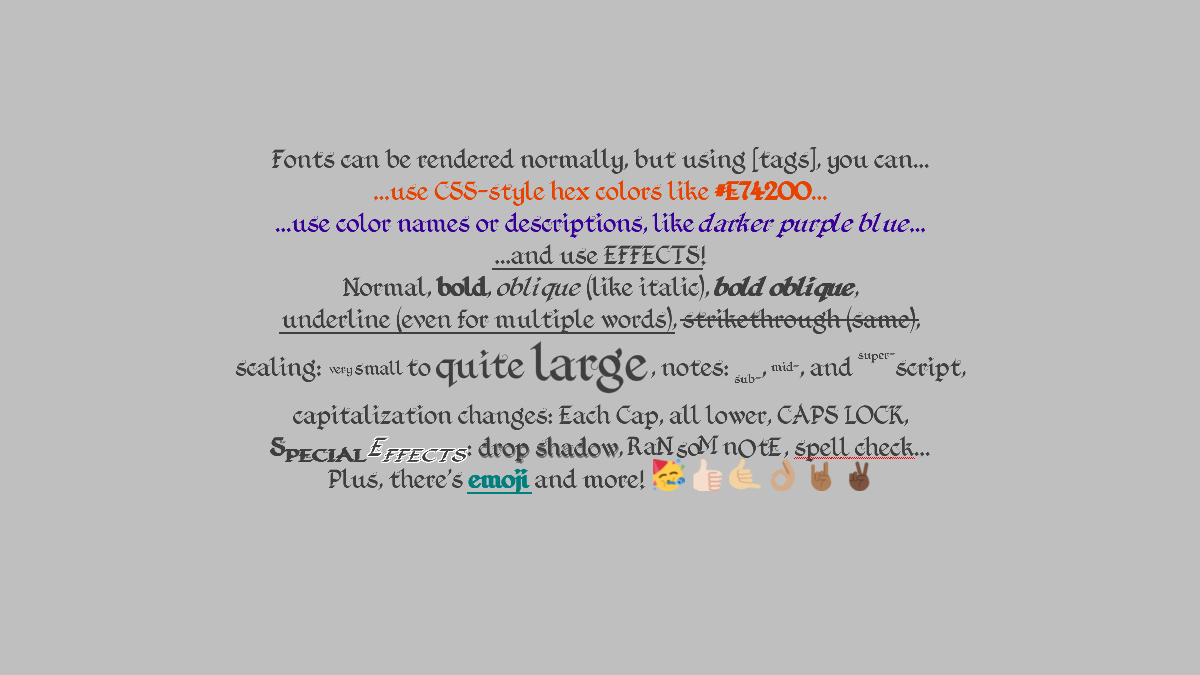 Fonts can be rendered normally, but using [tags], you can...
...use CSS-style hex colors like #E74200...
...use color names or descriptions, like darker purple blue...
...and use EFFECTS!
Normal, bold, oblique (like italic), bold oblique,
underline (even for multiple words), strikethrough (same),
scaling: very small to quite large, notes: sub-, mid-, and super-script,
capitalization changes: Each Cap, all lower, CAPS LOCK,
SPECIAL EFFECTS: drop shadow, RaNsoM nOtE, spell check...
Plus, there's emoji and more! 🥳👍🏻🤙🏼👌🏽🤘🏾✌🏿